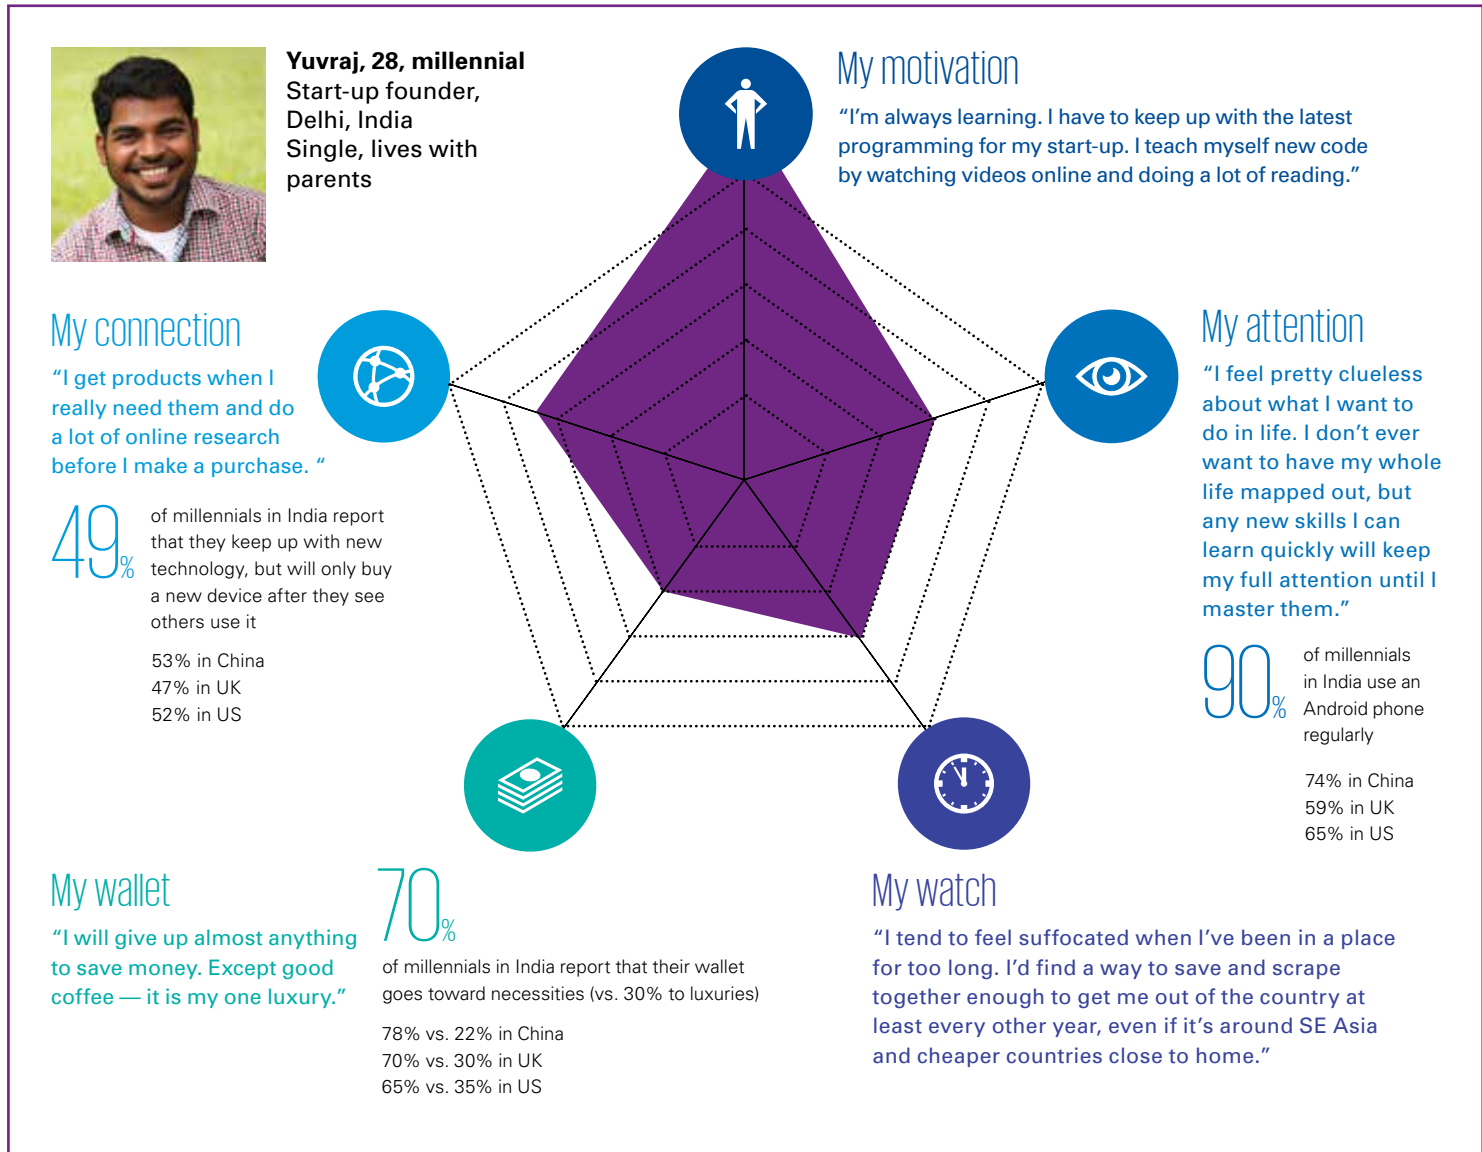 Yuvraj, 28, millennial
Start-up founder,
Delhi, India
Single, lives with
parents
My motivation
“I’m always learning. I have to keep up with the latest
programming for my start-up. I teach myself new code
by watching videos online and doing a lot of reading.”
My connection
“I get products when I
really need them and do
a lot of online research
before I make a purchase. “
49%
of millennials in India report
that they keep up with new
technology, but will only buy
a new device after they see
others use it
53% in China
47% in UK
52% in US
My attention
“I feel pretty clueless
about what I want to
do in life. I don’t ever
want to have my whole
life mapped out, but
any new skills I can
learn quickly will keep
my full attention until I
master them.”
90%
of millennials
in India use an
Android phone
regularly
74% in China
59% in UK
65% in US
My wallet
“I will give up almost anything
to save money. Except good
coffee — it is my one luxury.”
70%
of millennials in India report that their wallet
goes toward necessities (vs. 30% to luxuries)
78% vs. 22% in China
70% vs. 30% in UK
65% vs. 35% in US
My watch
“I tend to feel suffocated when I’ve been in a place
for too long. I’d find a way to save and scrape
together enough to get me out of the country at
least every other year, even if it’s around SE Asia
and cheaper countries close to home.”